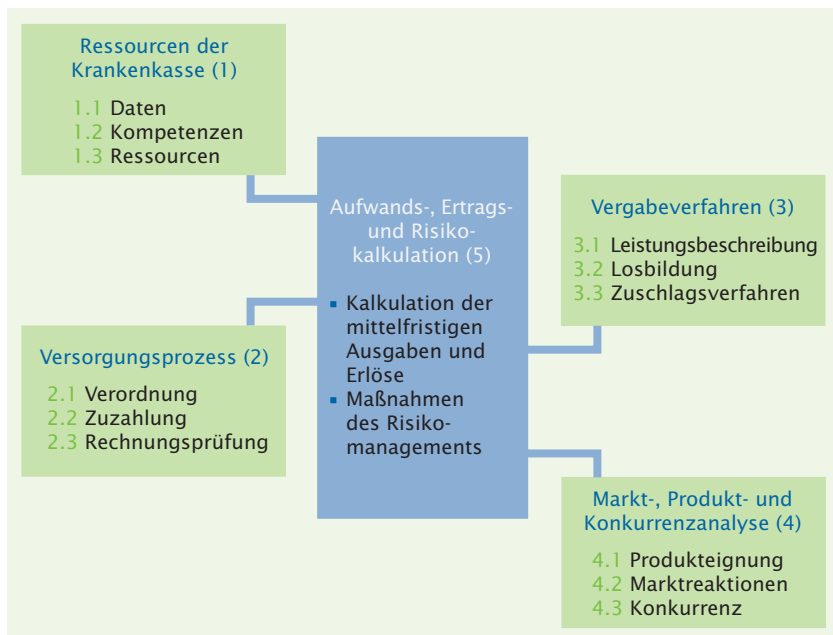 Ressourcen der
Krankenkasse (1)
1.1 Daten
1.2 Kompetenzen
1.3 Ressourcen
Versorgungsprozess (2)
2.1 Verordnung
2.2 Zuzahlung
2.3 Rechnungsprüfung
Aufwands-, Ertrags-
und Risiko-
kalkulation (5)
▪ Kalkulation der
mittelfristigen
Ausgaben und
Erlöse
▪ Maßnahmen
des Risiko-
managements
Vergabeverfahren (3)
3.1 Leistungsbeschreibung
3.2 Losbildung
3.3 Zuschlagsverfahren
Markt-, Produkt- und
Konkurrenzanalyse (4)
4.1 Produkteignung
4.2 Marktreaktionen
4.3 Konkurrenz